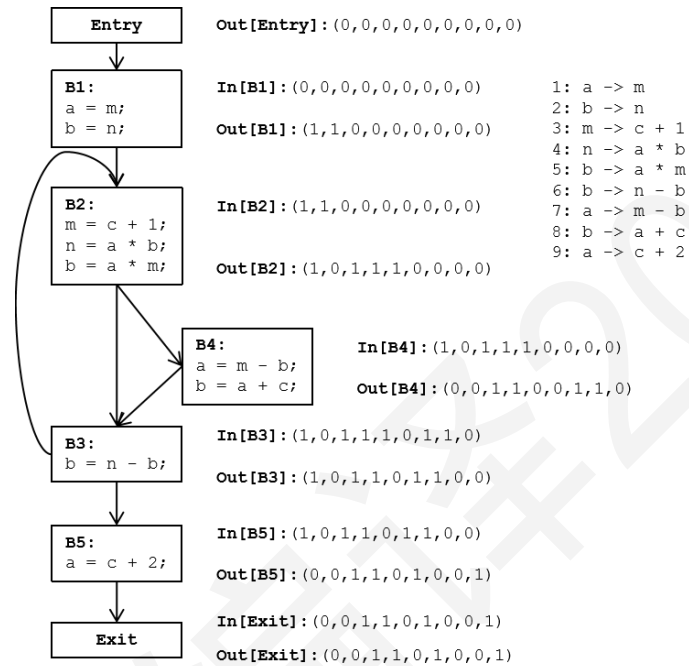 Entry
Out[Entry]:(0,0,0,0,0,0,0,0,0)
B1:
a = m;
b = n;
In[B1]:(0,0,0,0,0,0,0,0,0)
Out[B1]:(1,1,0,0,0,0,0,0,0)
1: a -> m
2: b -> n
3: m -> c + 1
4: n -> a * b
5: b -> a * m
6: b -> n - b
7: a -> m - b
8: b -> a + c
9: a -> c + 2
B2:
m = c + 1;
n = a * b;
b = a * m;
In[B2]:(1,1,0,0,0,0,0,0,0)
Out[B2]:(1,0,1,1,1,0,0,0,0)
B4:
a = m - b;
b = a + c;
In[B4]:(1,0,1,1,1,0,0,0,0)
Out[B4]:(0,0,1,1,0,0,1,1,0)
B3:
b = n - b;
In[B3]:(1,0,1,1,1,0,1,1,0)
Out[B3]:(1,0,1,1,0,1,1,0,0)
B5:
a = c + 2;
In[B5]:(1,0,1,1,0,1,1,0,0)
Out[B5]:(0,0,1,1,0,1,0,0,1)
Exit
In[Exit]:(0,0,1,1,0,1,0,0,1)
Out[Exit]:(0,0,1,1,0,1,0,0,1)